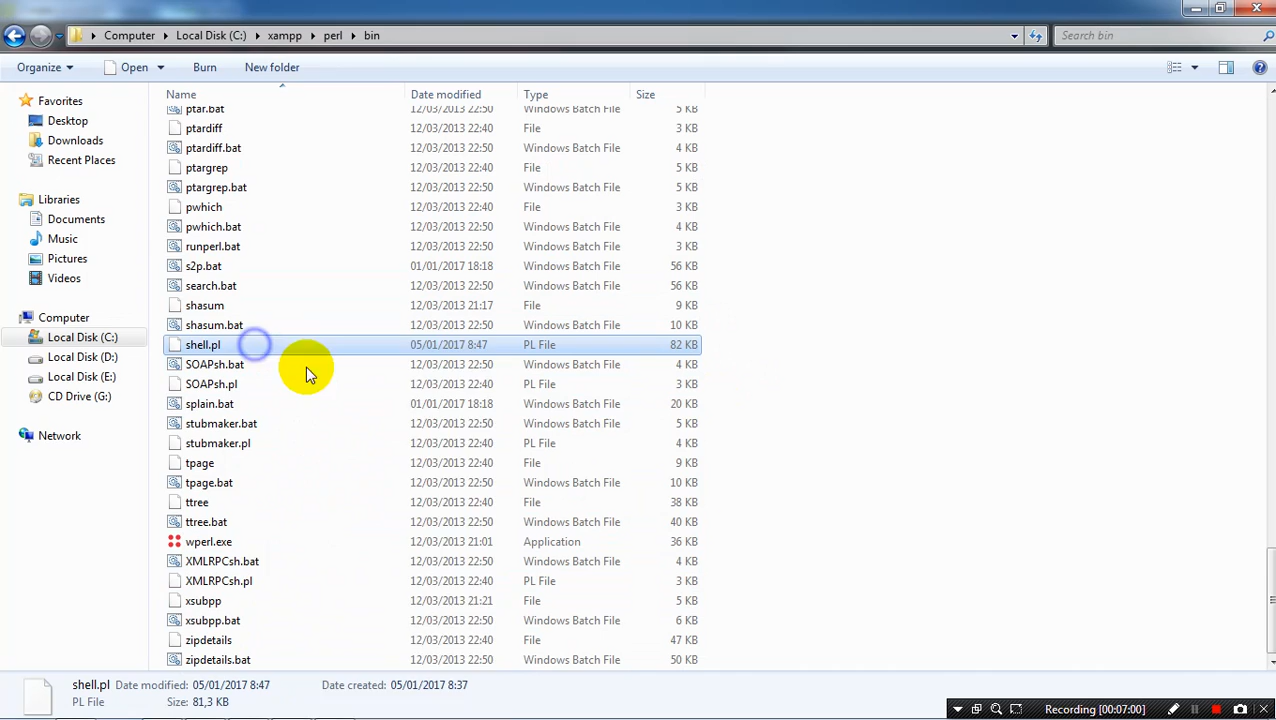 Computer Local Disk (C:) xampp perl bin Search bin
Organize Open Burn New folder
Favorites
Desktop
Downloads
Recent Places
Libraries
Documents
Music
Pictures
Videos
Computer
Local Disk (C:)
Local Disk (D:)
Local Disk (E:)
CD Drive (G:)
Network
Name Date modified Type Size
ptar.bat 12/03/2013 22:50 Windows Batch File 5 KB
ptardiff 12/03/2013 22:40 File 3 KB
ptardiff.bat 12/03/2013 22:50 Windows Batch File 4 KB
ptargrep 12/03/2013 22:40 File 5 KB
ptargrep.bat 12/03/2013 22:50 Windows Batch File 5 KB
pwhich 12/03/2013 22:40 File 3 KB
pwhich.bat 12/03/2013 22:50 Windows Batch File 4 KB
runperl.bat 12/03/2013 22:50 Windows Batch File 3 KB
s2p.bat 01/01/2017 18:18 Windows Batch File 56 KB
search.bat 12/03/2013 22:50 Windows Batch File 56 KB
shasum 12/03/2013 21:17 File 9 KB
shasum.bat 12/03/2013 22:50 Windows Batch File 10 KB
shell.pl 05/01/2017 8:47 PL File 82 KB
SOAPsh.bat 12/03/2013 22:50 Windows Batch File 4 KB
SOAPsh.pl 12/03/2013 22:40 PL File 3 KB
splain.bat 01/01/2017 18:18 Windows Batch File 20 KB
stubmaker.bat 12/03/2013 22:50 Windows Batch File 5 KB
stubmaker.pl 12/03/2013 22:40 PL File 4 KB
tpage 12/03/2013 22:40 File 9 KB
tpage.bat 12/03/2013 22:50 Windows Batch File 10 KB
ttree 12/03/2013 22:40 File 38 KB
ttree.bat 12/03/2013 22:50 Windows Batch File 40 KB
wperl.exe 12/03/2013 21:01 Application 36 KB
XMLRPCsh.bat 12/03/2013 22:50 Windows Batch File 4 KB
XMLRPCsh.pl 12/03/2013 22:40 PL File 3 KB
xsubpp 12/03/2013 21:21 File 5 KB
xsubpp.bat 12/03/2013 22:50 Windows Batch File 6 KB
zipdetails 12/03/2013 22:40 File 47 KB
zipdetails.bat 12/03/2013 22:50 Windows Batch File 50 KB
shell.pl Date modified: 05/01/2017 8:47 Date created: 05/01/2017 8:37
PL File Size: 81,3 KB
Recording [00:07:00]